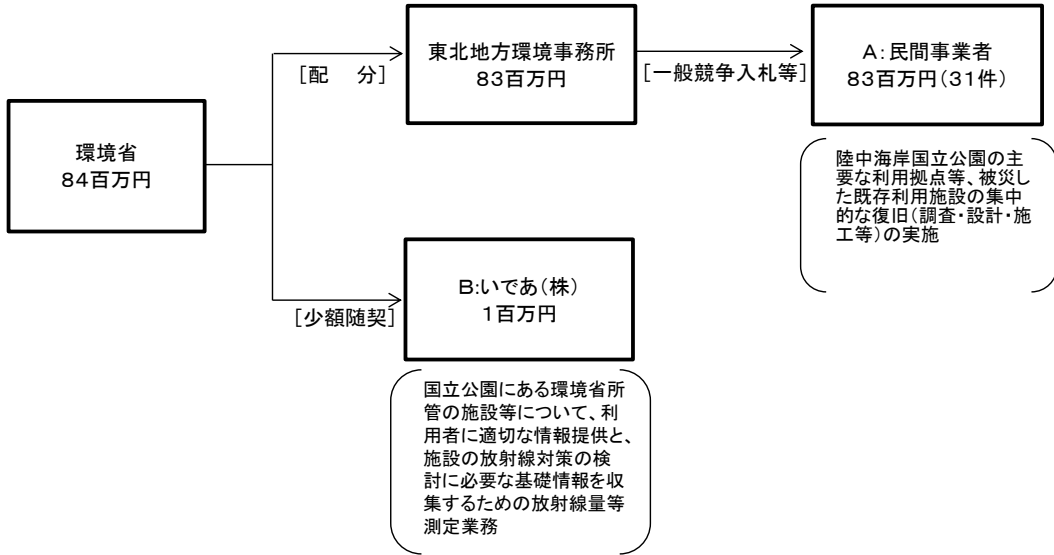 環境省
84百万円
[配　分]
東北地方環境事務所
83百万円
[一般競争入札等]
A:民間事業者
83百万円(31件)
陸中海岸国立公園の主
要な利用拠点等、被災し
た既存利用施設の集中
的な復旧(調査・設計・施
工等)の実施
[少額随契]
B:いであ(株)
1百万円
国立公園にある環境省所
管の施設等について、利
用者に適切な情報提供と、
施設の放射線対策の検
討に必要な基礎情報を収
集するための放射線量等
測定業務